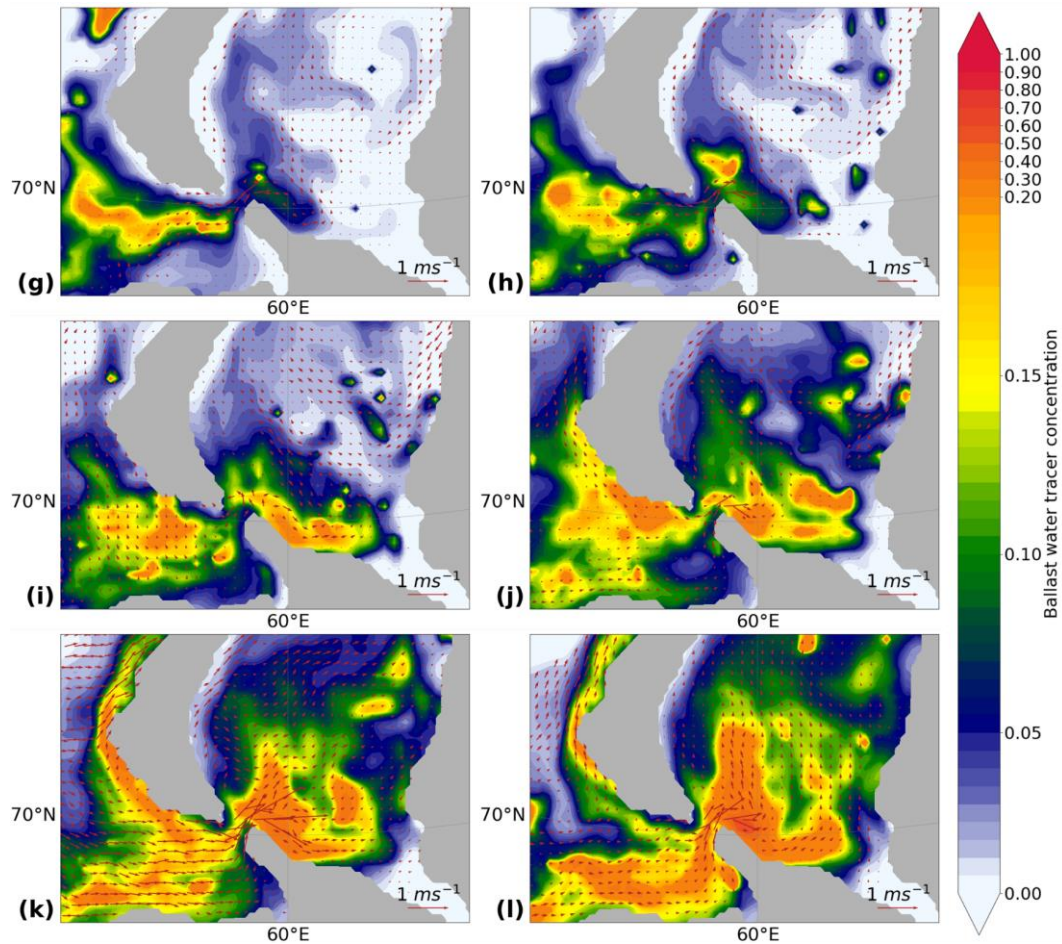 70°N
(g)
1 ms⁻¹
60°E
(h)
1 ms⁻¹
60°E
70°N
(i)
1 ms⁻¹
60°E
(j)
1 ms⁻¹
60°E
70°N
(k)
1 ms⁻¹
60°E
(l)
1 ms⁻¹
60°E
1.00
0.90
0.80
0.70
0.60
0.50
0.40
0.30
0.20
0.15
0.10
0.05
0.00
Ballast water tracer concentration